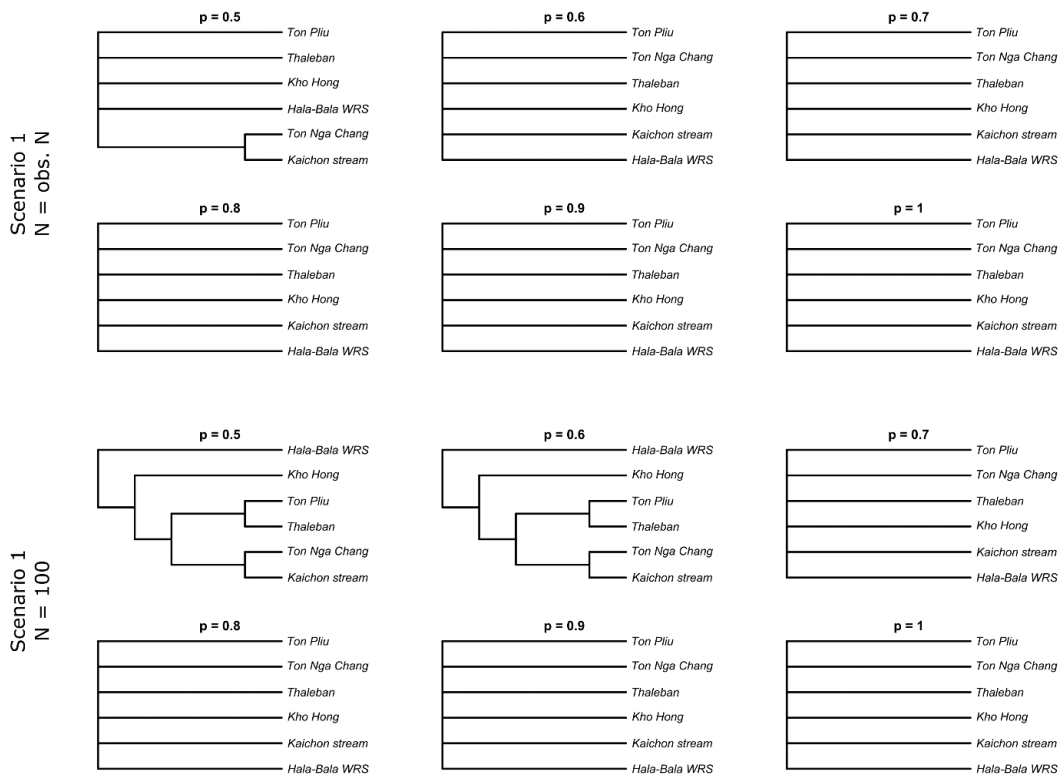 Scenario 1
N = obs. N
p = 0.5
Ton Pliu
Thaleban
Kho Hong
Hala-Bala WRS
Ton Nga Chang
Kaichon stream
p = 0.6
Ton Pliu
Ton Nga Chang
Thaleban
Kho Hong
Kaichon stream
Hala-Bala WRS
p = 0.7
Ton Pliu
Ton Nga Chang
Thaleban
Kho Hong
Kaichon stream
Hala-Bala WRS
p = 0.8
Ton Pliu
Ton Nga Chang
Thaleban
Kho Hong
Kaichon stream
Hala-Bala WRS
p = 0.9
Ton Pliu
Ton Nga Chang
Thaleban
Kho Hong
Kaichon stream
Hala-Bala WRS
p = 1
Ton Pliu
Ton Nga Chang
Thaleban
Kho Hong
Kaichon stream
Hala-Bala WRS
Scenario 1
N = 100
p = 0.5
Hala-Bala WRS
Kho Hong
Ton Pliu
Thaleban
Ton Nga Chang
Kaichon stream
p = 0.6
Hala-Bala WRS
Kho Hong
Ton Pliu
Thaleban
Ton Nga Chang
Kaichon stream
p = 0.7
Ton Pliu
Ton Nga Chang
Thaleban
Kho Hong
Kaichon stream
Hala-Bala WRS
p = 0.8
Ton Pliu
Ton Nga Chang
Thaleban
Kho Hong
Kaichon stream
Hala-Bala WRS
p = 0.9
Ton Pliu
Ton Nga Chang
Thaleban
Kho Hong
Kaichon stream
Hala-Bala WRS
p = 1
Ton Pliu
Ton Nga Chang
Thaleban
Kho Hong
Kaichon stream
Hala-Bala WRS